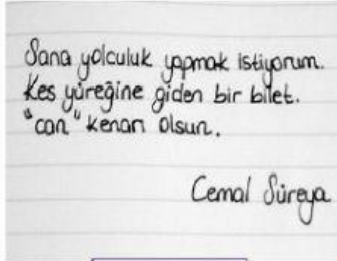 Sana yolculuk yapmak istiyorum.
Kes yüreğine giden bir bilet.
"can" kenarı olsun.
Cemal Süreya